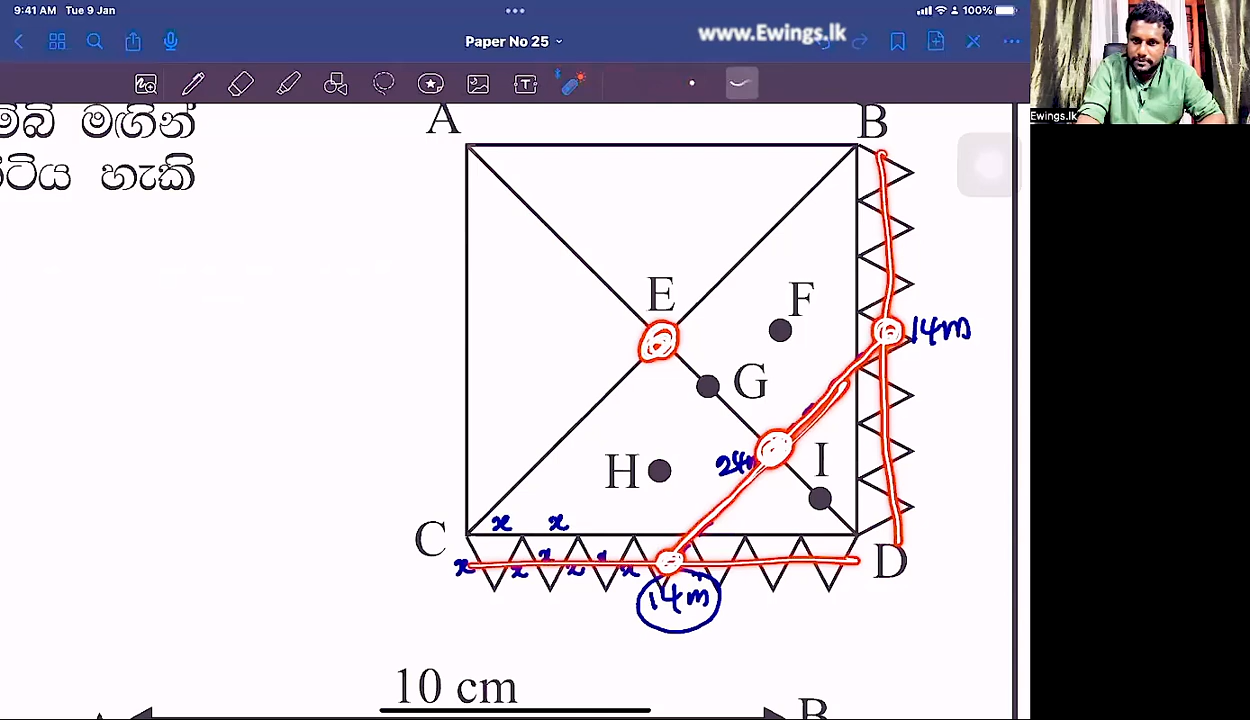 9:41 AM Tue 9 Jan
100%
Paper No 25
www.Ewings.lk
Ewings.lk
මගින්
හැකි
A
B
E
F
14m
G
I
H
x x
C
D
x x x x x x
14m
10 cm
B